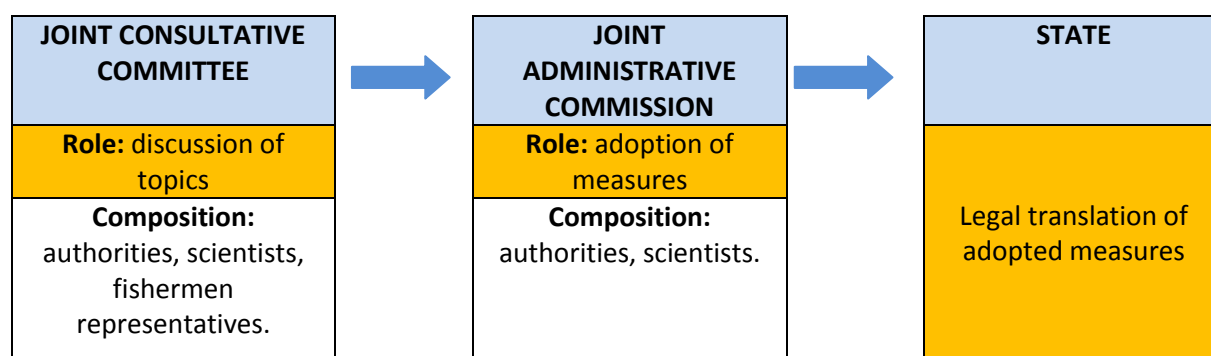 JOINT CONSULTATIVE
COMMITTEE
Role: discussion of
topics
Composition:
authorities, scientists,
fishermen
representatives.
JOINT
ADMINISTRATIVE
COMMISSION
Role: adoption of
measures
Composition:
authorities, scientists.
STATE
Legal translation of
adopted measures